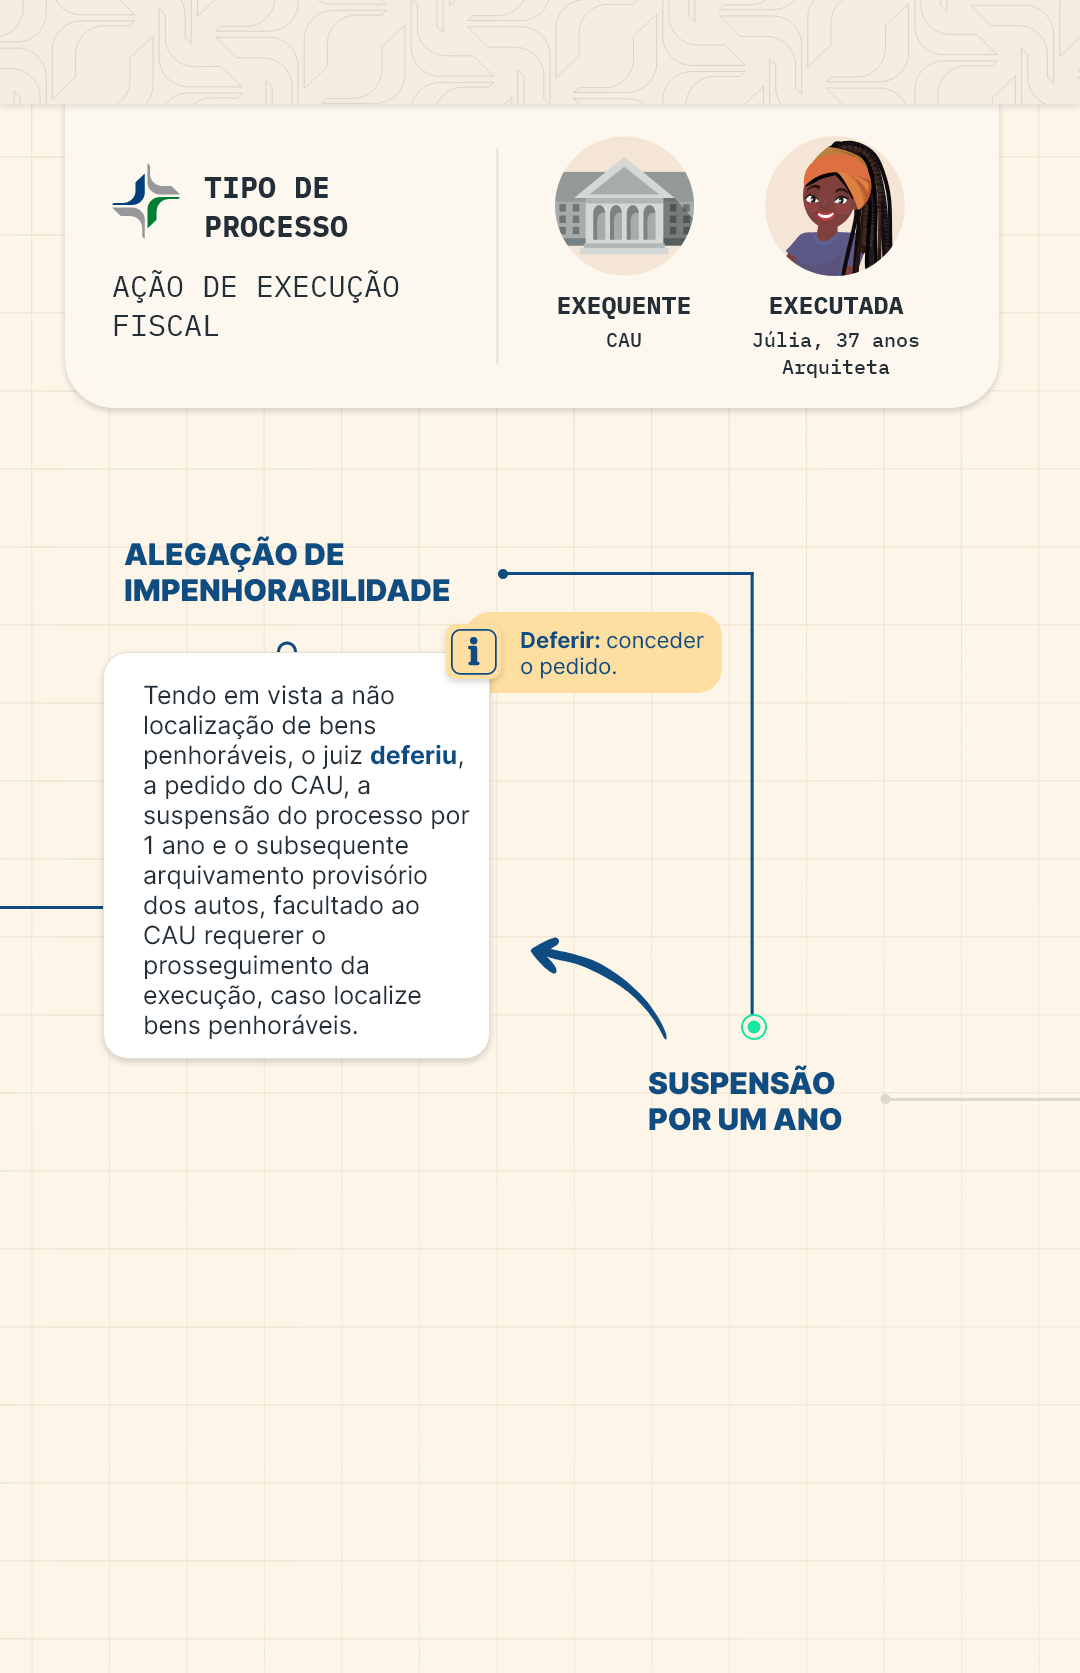 TIPO DE
PROCESSO
AÇÃO DE EXECUÇÃO
FISCAL
EXEQUENTE
CAU
EXECUTADA
Júlia, 37 anos
Arquiteta
ALEGAÇÃO DE
IMPENHORABILIDADE
Deferir: conceder
o pedido.
Tendo em vista a não
localização de bens
penhoráveis, o juiz deferiu,
a pedido do CAU, a
suspensão do processo por
1 ano e o subsequente
arquivamento provisório
dos autos, facultado ao
CAU requerer o
prosseguimento da
execução, caso localize
bens penhoráveis.
SUSPENSÃO
POR UM ANO